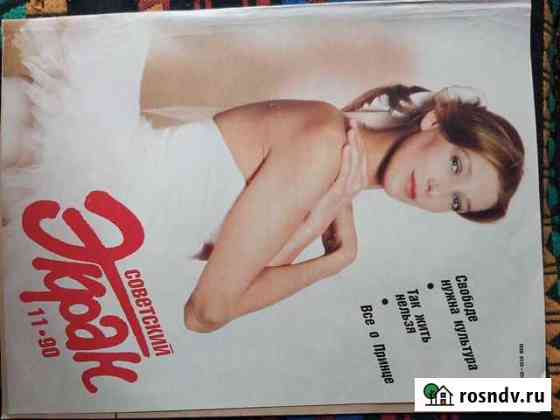 СОВЕТСКИЙ
Экран
11•90
Свободе
нужна культура
• Так жить
нельзя
• Все о Принце
rosndv.ru